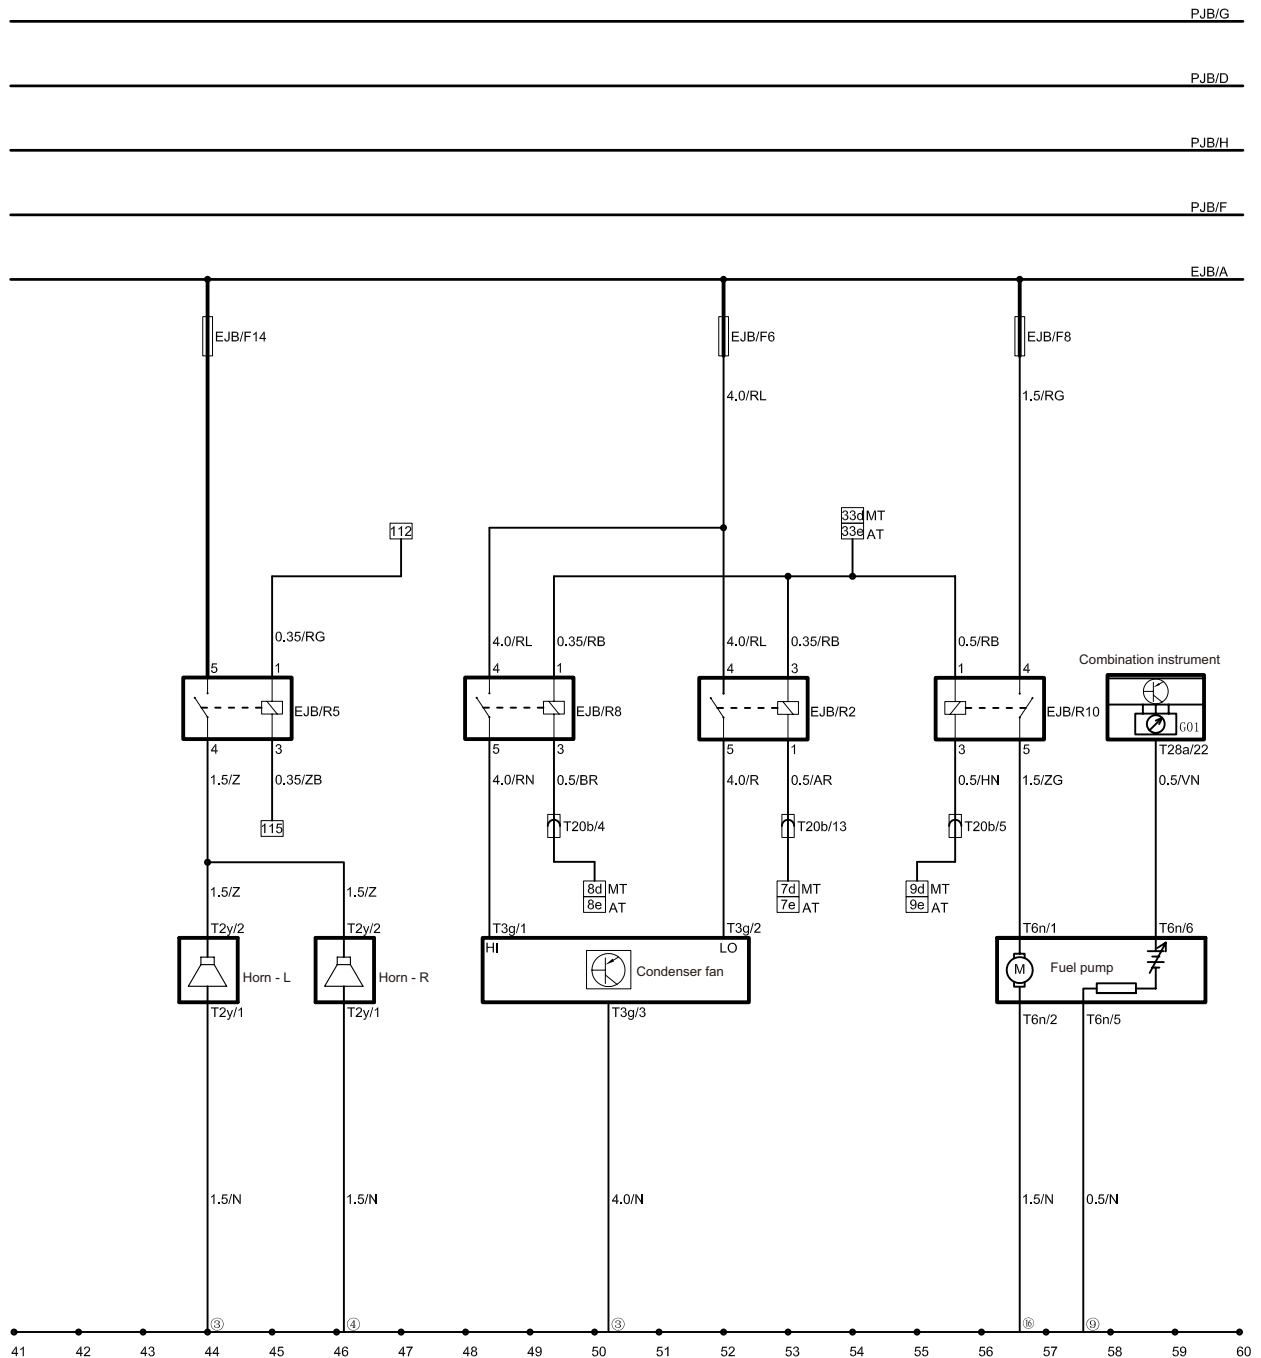 PJB/G
PJB/D
PJB/H
PJB/F
EJB/A
EJB/F14
EJB/F6
EJB/F8
4.0/RL
1.5/RG
112
33d MT
33e AT
0.35/RG
4.0/RL
0.35/RB
4.0/RL
0.35/RB
0.5/RB
Combination instrument
5
1
4
1
4
3
1
4
EJB/R5
EJB/R8
EJB/R2
EJB/R10
G01
4
3
5
3
5
1
3
5
T28a/22
1.5/Z
0.35/ZB
4.0/RN
0.5/BR
4.0/R
0.5/AR
0.5/HN
1.5/ZG
0.5/VN
115
T20b/4
T20b/13
T20b/5
1.5/Z
1.5/Z
8d MT
8e AT
7d MT
7e AT
9d MT
9e AT
T2y/2
T2y/2
T3g/1
T3g/2
T6n/1
T6n/6
HI
LO
Horn - L
Horn - R
Condenser fan
M
Fuel pump
T2y/1
T2y/1
T3g/3
T6n/2
T6n/5
1.5/N
1.5/N
4.0/N
1.5/N
0.5/N
③
④
③
⑯
⑨
41 42 43 44 45 46 47 48 49 50 51 52 53 54 55 56 57 58 59 60